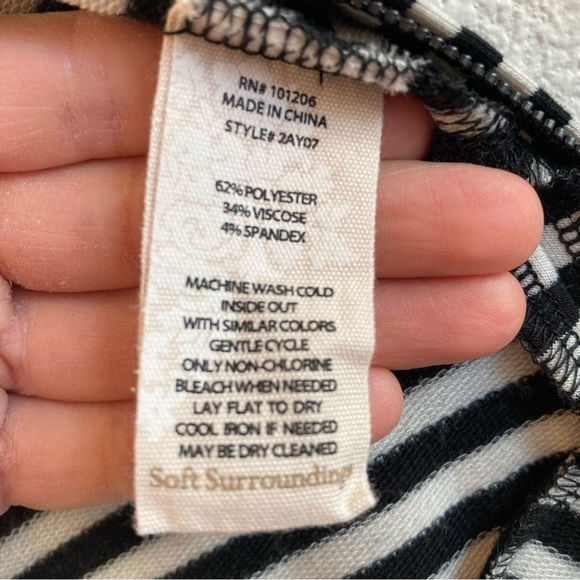 RN# 101206
MADE IN CHINA
STYLE# 2AY07
62% POLYESTER
34% VISCOSE
4% SPANDEX
MACHINE WASH COLD
INSIDE OUT
WITH SIMILAR COLORS
GENTLE CYCLE
ONLY NON-CHLORINE
BLEACH WHEN NEEDED
LAY FLAT TO DRY
COOL IRON IF NEEDED
MAY BE DRY CLEANED
Soft Surroundings